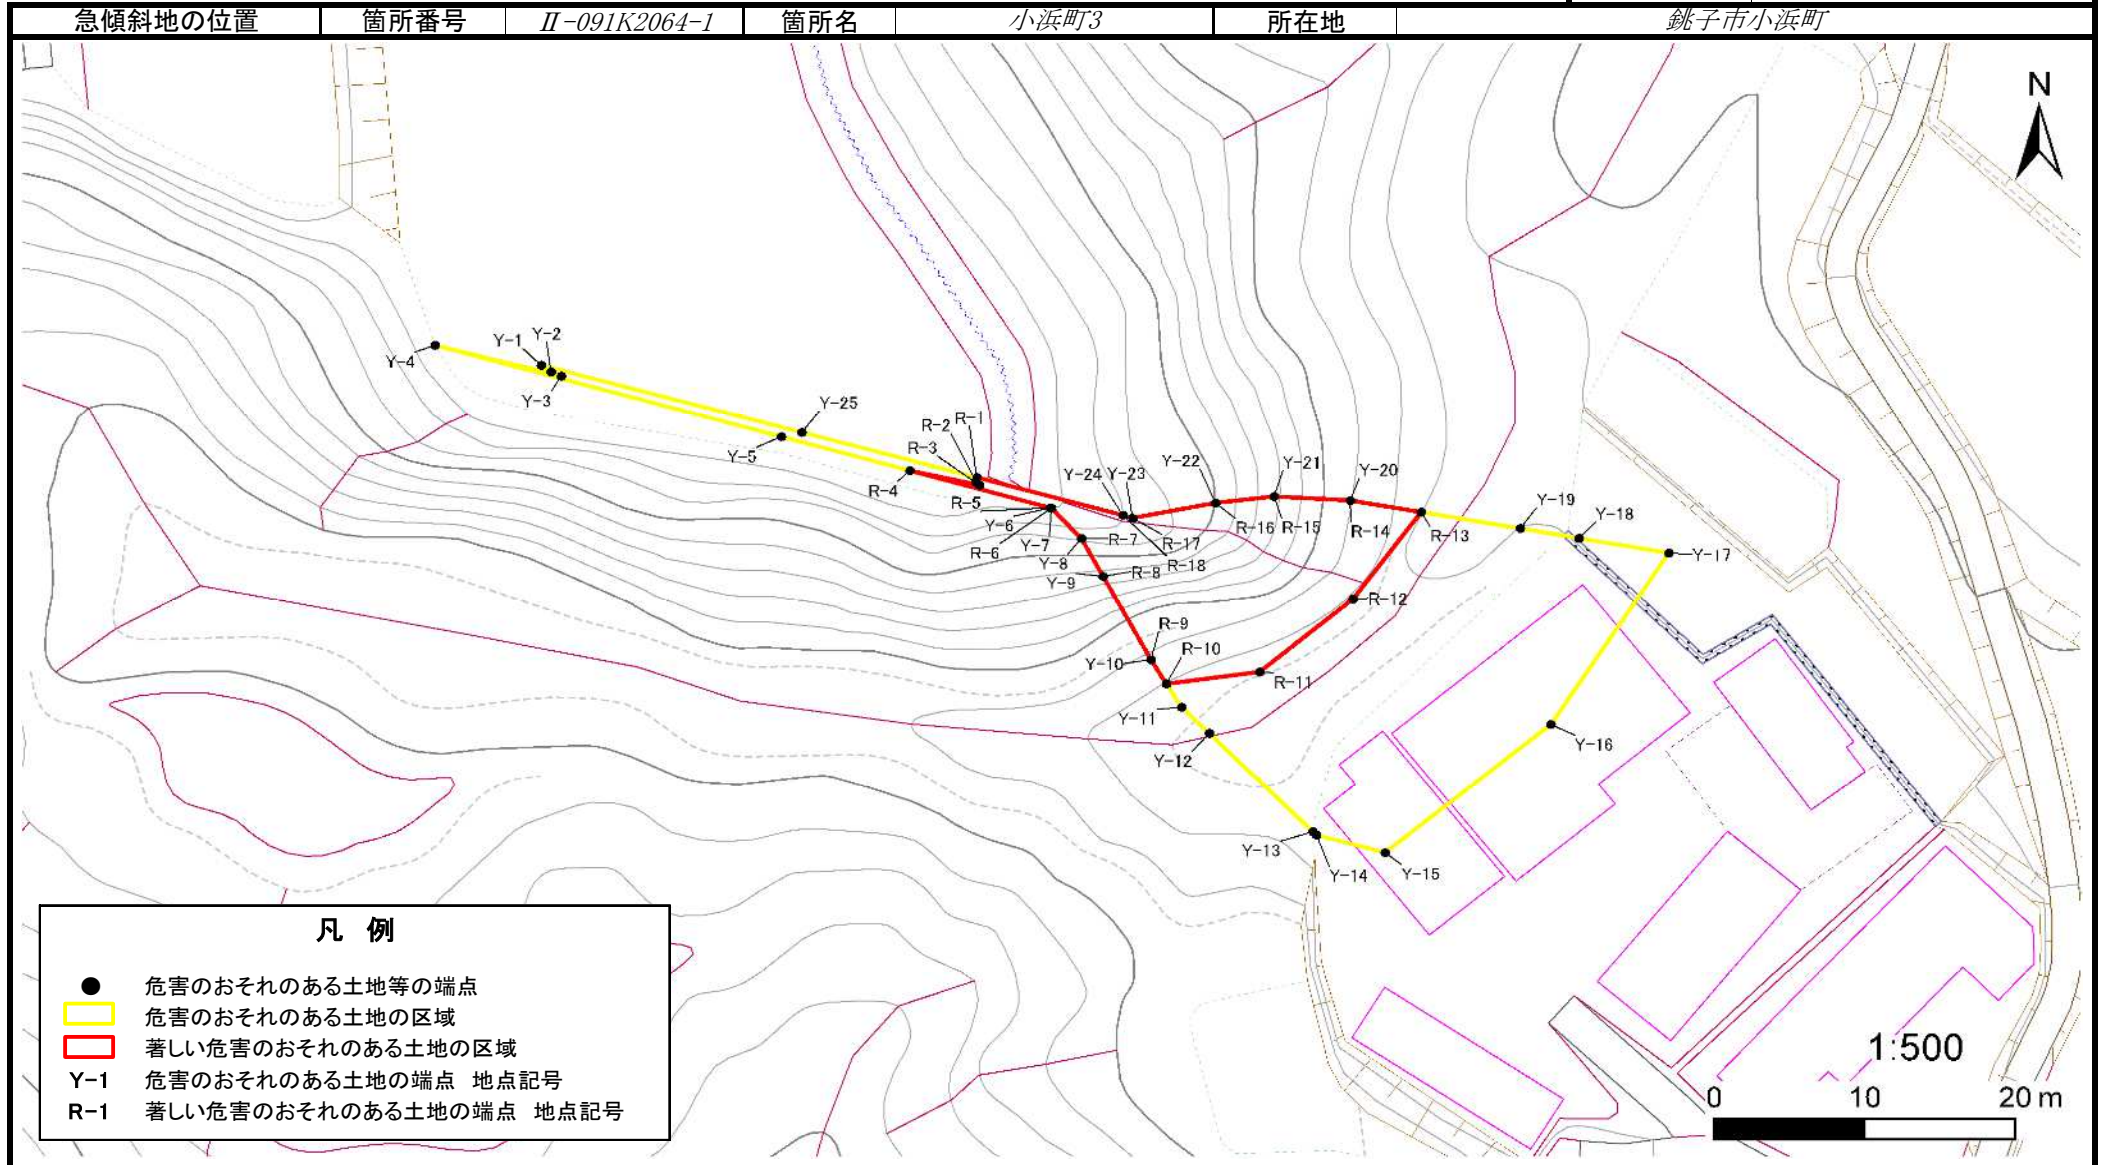 急傾斜地の位置 箇所番号 Ⅱ-091K2064-1 箇所名 小浜町3 所在地 銚子市小浜町
N
Y-4
Y-1
Y-2
Y-3
Y-25
Y-5
R-2
R-1
R-3
R-4
R-5
Y-6
R-6
Y-7
Y-24
Y-23
Y-22
Y-21
Y-20
Y-19
Y-18
Y-17
R-16
R-15
R-14
R-13
R-7
R-17
R-18
Y-8
Y-9
R-8
R-12
R-9
Y-10
R-10
R-11
Y-11
Y-12
Y-16
Y-13
Y-14
Y-15
凡 例
危害のおそれのある土地等の端点
危害のおそれのある土地の区域
著しい危害のおそれのある土地の区域
Y-1 危害のおそれのある土地の端点 地点記号
R-1 著しい危害のおそれのある土地の端点 地点記号
1:500
0 10 20 m